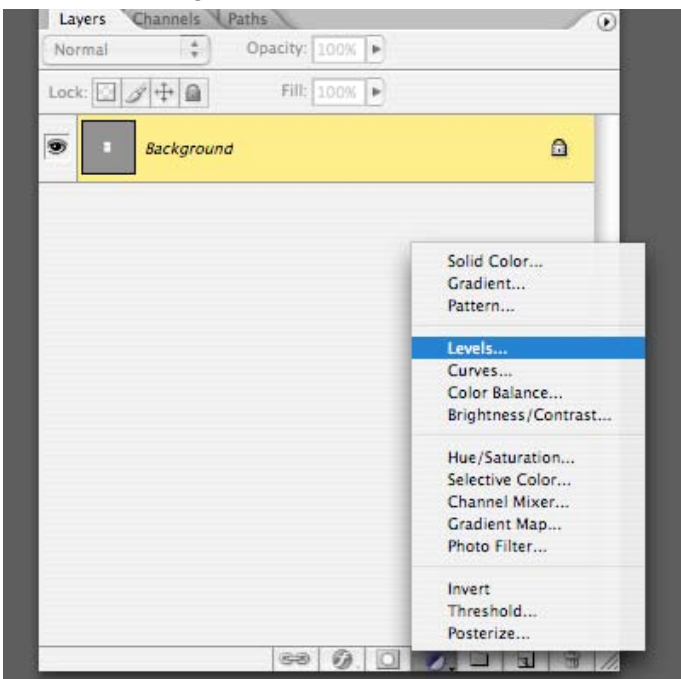 Layers Channels Paths
Normal Opacity: 100%
Lock: Fill: 100%
Background
Solid Color...
Gradient...
Pattern...
Levels...
Curves...
Color Balance...
Brightness/Contrast...
Hue/Saturation...
Selective Color...
Channel Mixer...
Gradient Map...
Photo Filter...
Invert
Threshold...
Posterize...